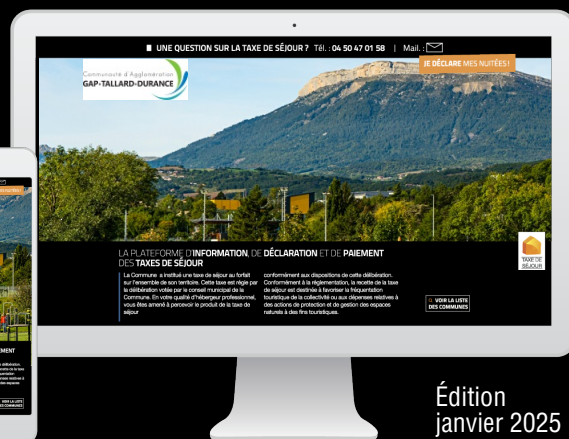 UNE QUESTION SUR LA TAXE DE SÉJOUR ? Tél. : 04 50 47 01 58 | Mail. :
JE DÉCLARE MES NUITÉES !
Communauté d'Agglomération
GAP·TALLARD·DURANCE
LA PLATEFORME D'INFORMATION, DE DÉCLARATION ET DE PAIEMENT
DES TAXES DE SÉJOUR
La Commune a institué une taxe de séjour au forfait
sur l'ensemble de son territoire. Cette taxe est régie par
la délibération votée par le conseil municipal de la
Commune. En votre qualité d'hébergeur professionnel,
vous êtes amené à percevoir le produit de la taxe de
séjour
conformément aux dispositions de cette délibération.
Conformément à la réglementation, la recette de la taxe
de séjour est destinée à favoriser la fréquentation
touristique de la collectivité ou aux dépenses relatives à
des actions de protection et de gestion des espaces
naturels à des fins touristiques.
TAXE DE
SÉJOUR
VOIR LA LISTE
DES COMMUNES
VOIR LA LISTE
DES COMMUNES
Édition
janvier 2025